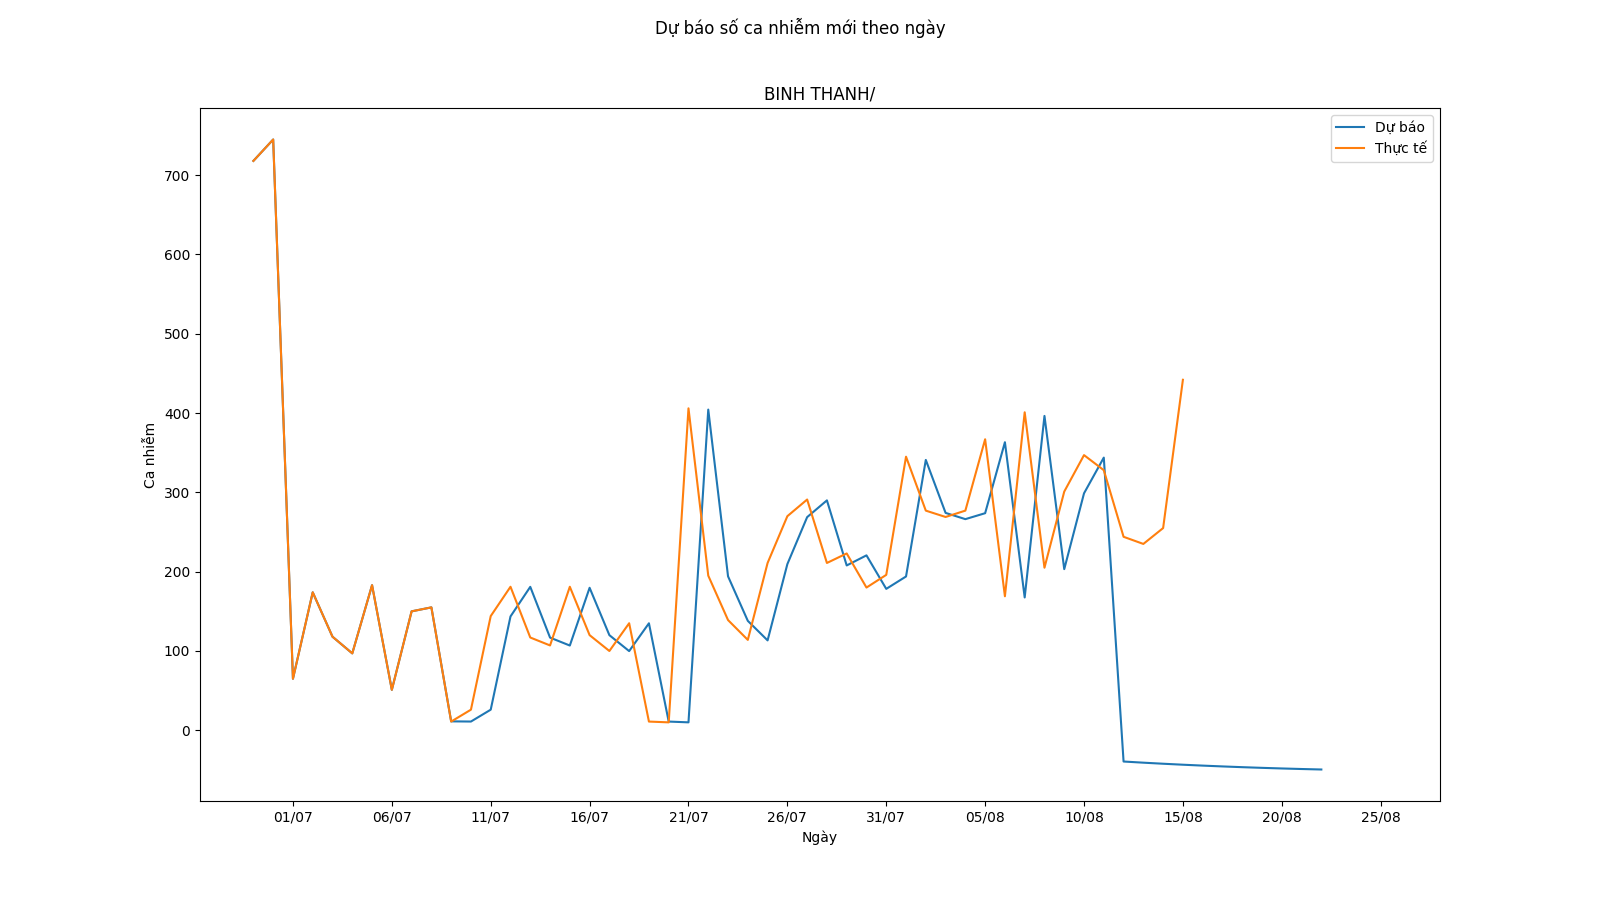 Dự báo số ca nhiễm mới theo ngày
BINH THANH/
Dự báo
Thực tế
700
600
500
400
300
200
100
0
Ca nhiễm
01/07 06/07 11/07 16/07 21/07 26/07 31/07 05/08 10/08 15/08 20/08 25/08
Ngày